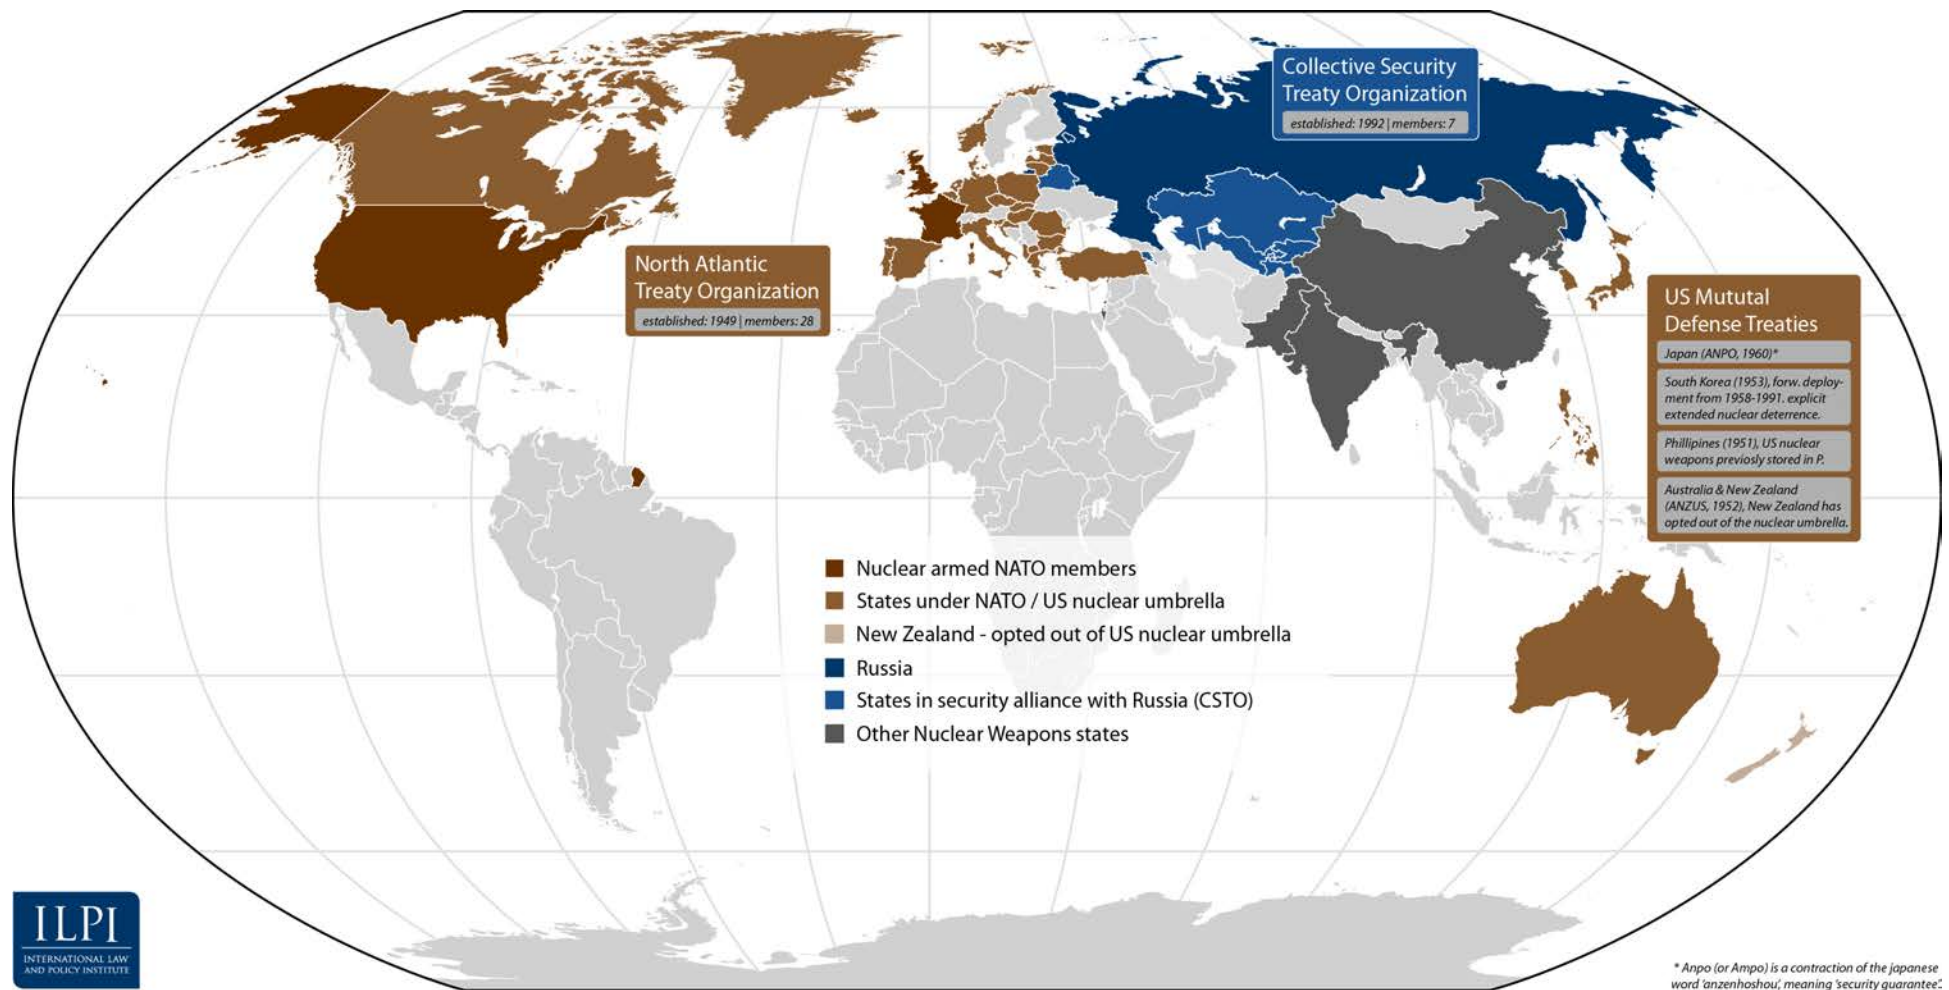 Collective Security
Treaty Organization
established: 1992 | members: 7
North Atlantic
Treaty Organization
established: 1949 | members: 28
US Mututal
Defense Treaties
Japan (ANPO, 1960)*
South Korea (1953), forw. deploy-
ment from 1958-1991. explicit
extended nuclear deterrence.
Phillipines (1951), US nuclear
weapons previosly stored in P.
Australia & New Zealand
(ANZUS, 1952), New Zealand has
opted out of the nuclear umbrella.
Nuclear armed NATO members
States under NATO / US nuclear umbrella
New Zealand - opted out of US nuclear umbrella
Russia
States in security alliance with Russia (CSTO)
Other Nuclear Weapons states
ILPI
INTERNATIONAL LAW
AND POLICY INSTITUTE
* Anpo (or Ampo) is a contraction of the japanese
word 'anzenhoshou', meaning 'security guarantee'.